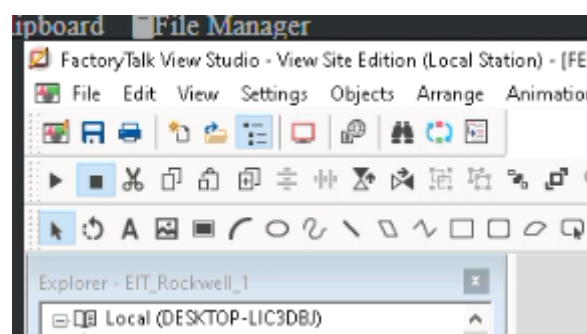 ipboard File Manager
FactoryTalk View Studio - View Site Edition (Local Station) - [FE
File Edit View Settings Objects Arrange Animatio
A
Explorer - EIT_Rockwell_1
Local (DESKTOP-LIC3DBJ)